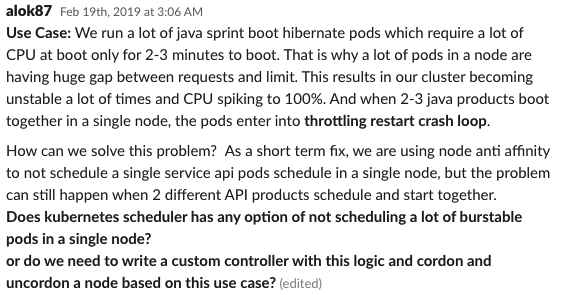 alok87 Feb 19th, 2019 at 3:06 AM
Use Case: We run a lot of java sprint boot hibernate pods which require a lot of
CPU at boot only for 2-3 minutes to boot. That is why a lot of pods in a node are
having huge gap between requests and limit. This results in our cluster becoming
unstable a lot of times and CPU spiking to 100%. And when 2-3 java products boot
together in a single node, the pods enter into throttling restart crash loop.
How can we solve this problem? As a short term fix, we are using node anti affinity
to not schedule a single service api pods schedule in a single node, but the problem
can still happen when 2 different API products schedule and start together.
Does kubernetes scheduler has any option of not scheduling a lot of burstable
pods in a single node?
or do we need to write a custom controller with this logic and cordon and
uncordon a node based on this use case? (edited)